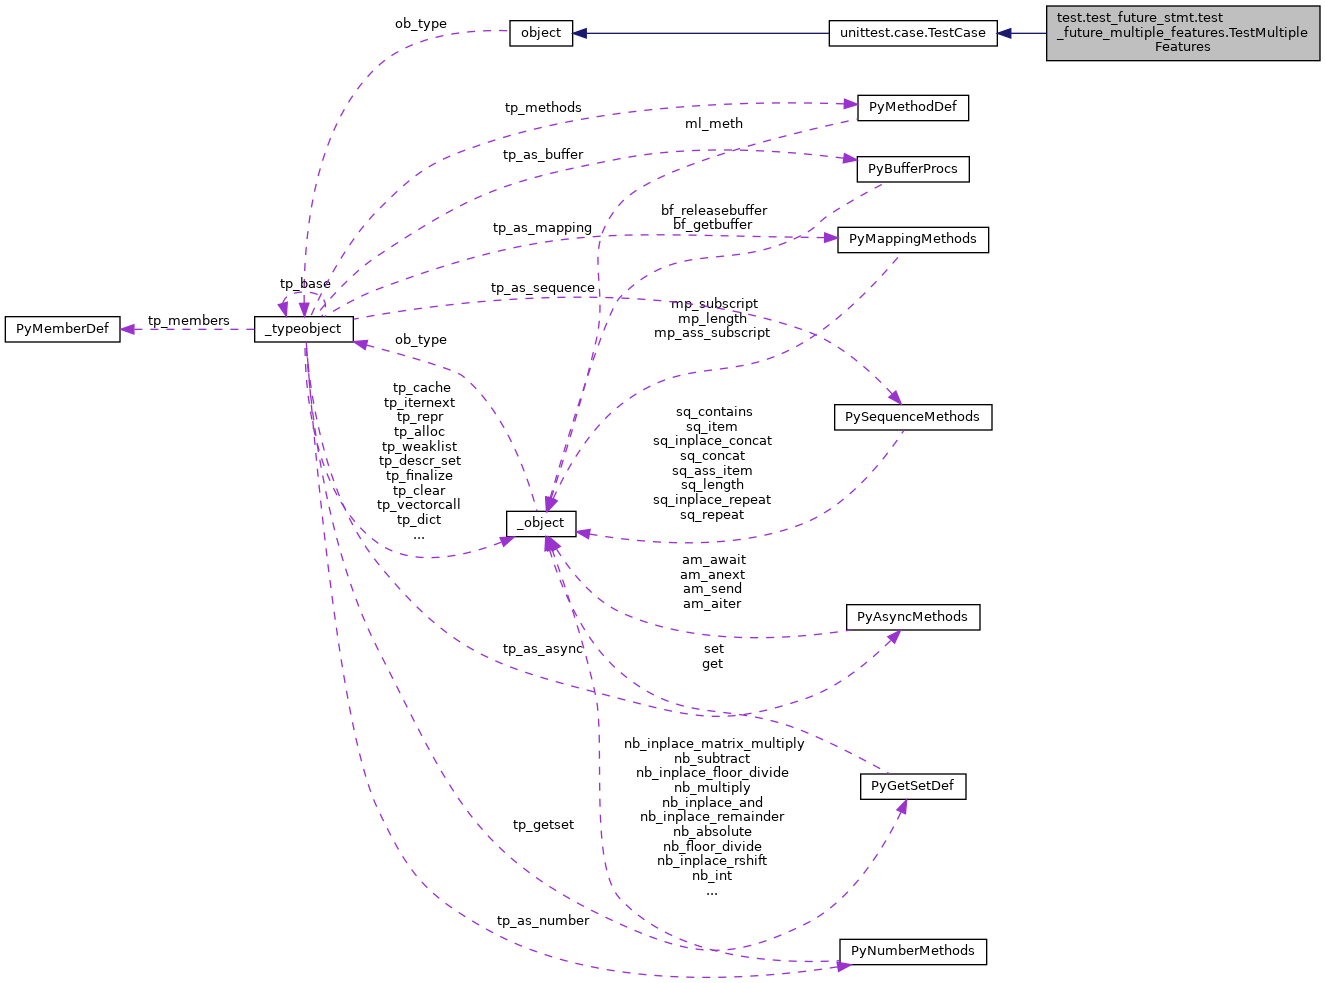 ob_type
object
unittest.case.TestCase
test.test_future_stmt.test
_future_multiple_features.TestMultiple
Features
tp_methods
PyMethodDef
ml_meth
tp_as_buffer
PyBufferProcs
bf_releasebuffer
bf_getbuffer
tp_as_mapping
PyMappingMethods
tp_base
tp_as_sequence
mp_subscript
mp_length
mp_ass_subscript
PyMemberDef
tp_members
_typeobject
ob_type
tp_cache
tp_iternext
tp_repr
tp_alloc
tp_weaklist
tp_descr_set
tp_finalize
tp_clear
tp_vectorcall
tp_dict
...
sq_contains
sq_item
sq_inplace_concat
sq_concat
sq_ass_item
sq_length
sq_inplace_repeat
sq_repeat
PySequenceMethods
_object
am_await
am_anext
am_send
am_aiter
PyAsyncMethods
tp_as_async
set
get
nb_inplace_matrix_multiply
nb_subtract
nb_inplace_floor_divide
nb_multiply
nb_inplace_and
nb_inplace_remainder
nb_absolute
nb_floor_divide
nb_inplace_rshift
nb_int
...
PyGetSetDef
tp_getset
tp_as_number
PyNumberMethods